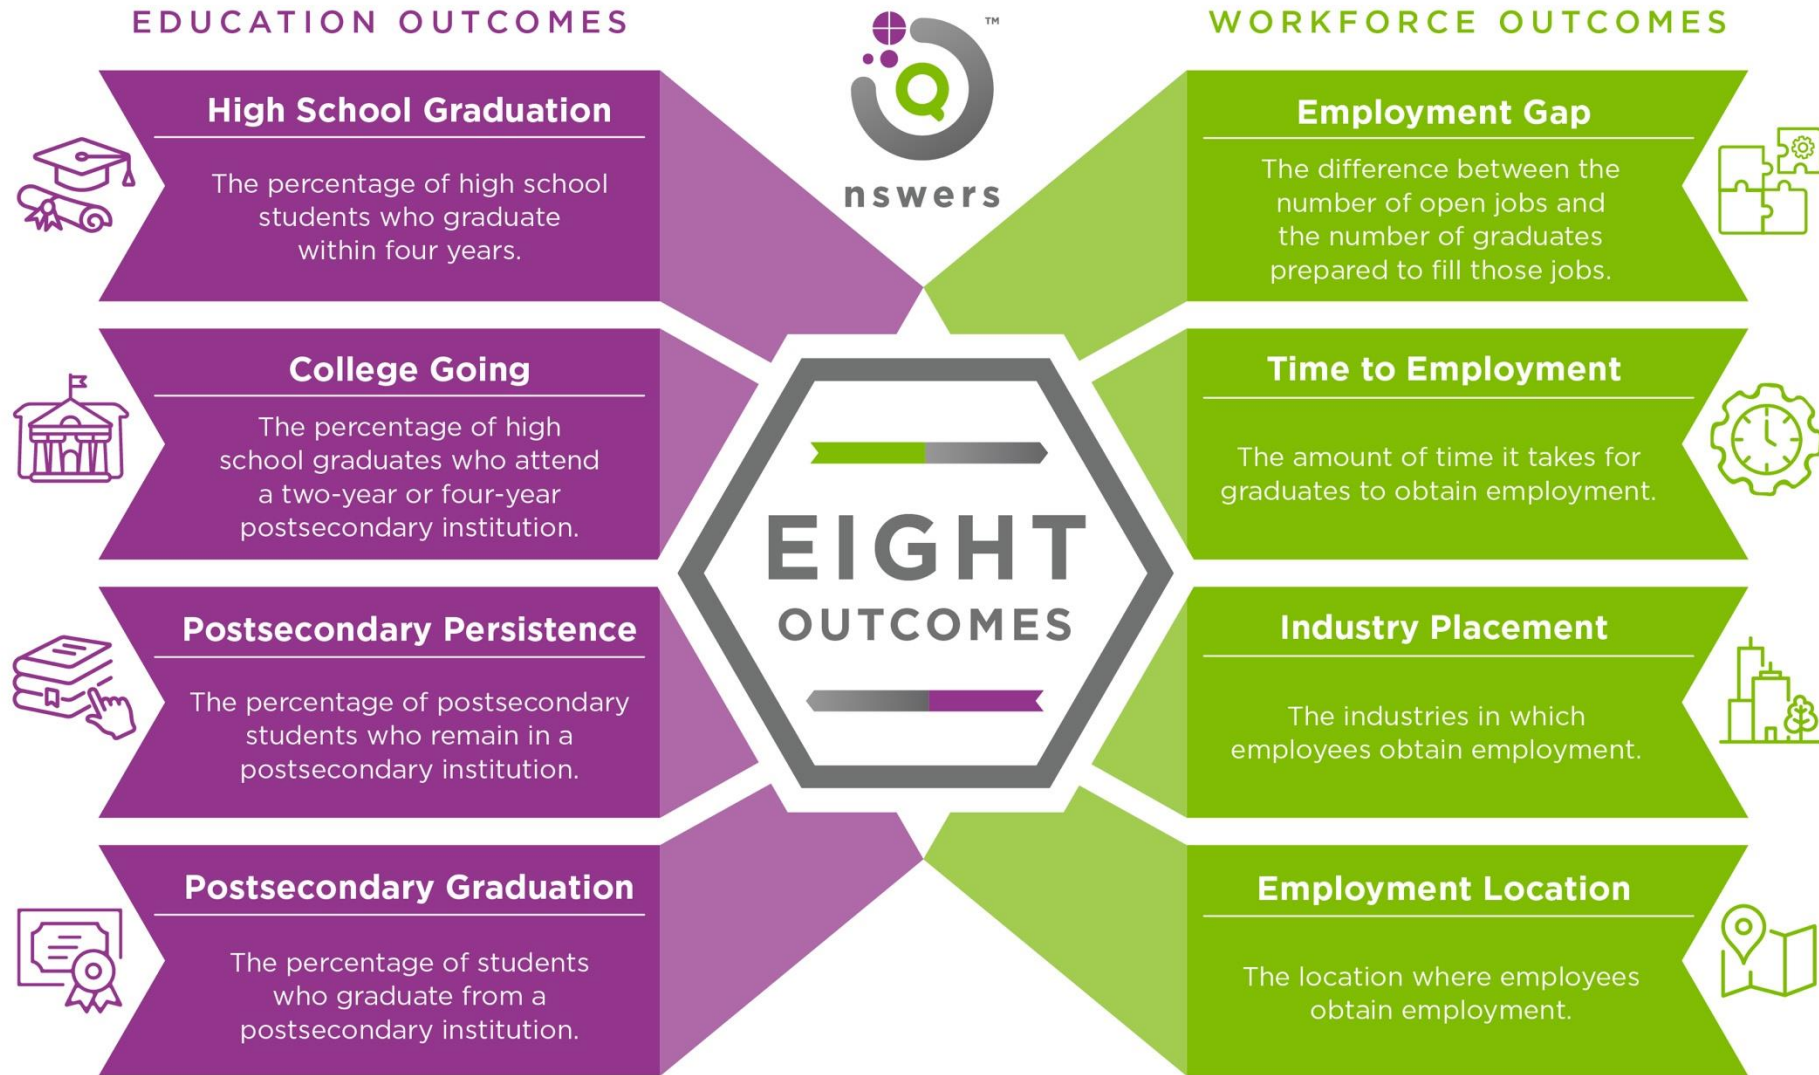 EDUCATION OUTCOMES
High School Graduation
The percentage of high school
students who graduate
within four years.
College Going
The percentage of high
school graduates who attend
a two-year or four-year
postsecondary institution.
Postsecondary Persistence
The percentage of postsecondary
students who remain in a
postsecondary institution.
Postsecondary Graduation
The percentage of students
who graduate from a
postsecondary institution.
TM
nswers
EIGHT
OUTCOMES
WORKFORCE OUTCOMES
Employment Gap
The difference between the
number of open jobs and
the number of graduates
prepared to fill those jobs.
Time to Employment
The amount of time it takes for
graduates to obtain employment.
Industry Placement
The industries in which
employees obtain employment.
Employment Location
The location where employees
obtain employment.